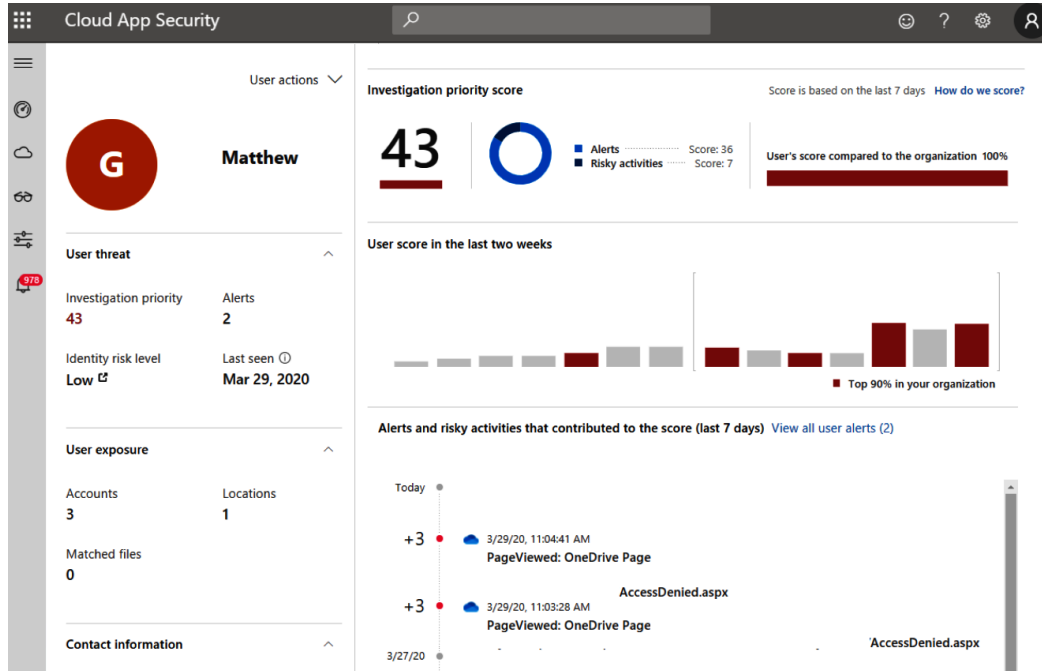 Cloud App Security
User actions
G
Matthew
User threat
Investigation priority
Alerts
43
2
Identity risk level
Last seen
Low
Mar 29, 2020
User exposure
Accounts
Locations
3
1
Matched files
0
Contact information
978
Investigation priority score
Score is based on the last 7 days How do we score?
43
Alerts Score: 36
Risky activities Score: 7
User's score compared to the organization 100%
User score in the last two weeks
Top 90% in your organization
Alerts and risky activities that contributed to the score (last 7 days) View all user alerts (2)
Today
+3 3/29/20, 11:04:41 AM
PageViewed: OneDrive Page
AccessDenied.aspx
+3 3/29/20, 11:03:28 AM
PageViewed: OneDrive Page
'AccessDenied.aspx
3/27/20